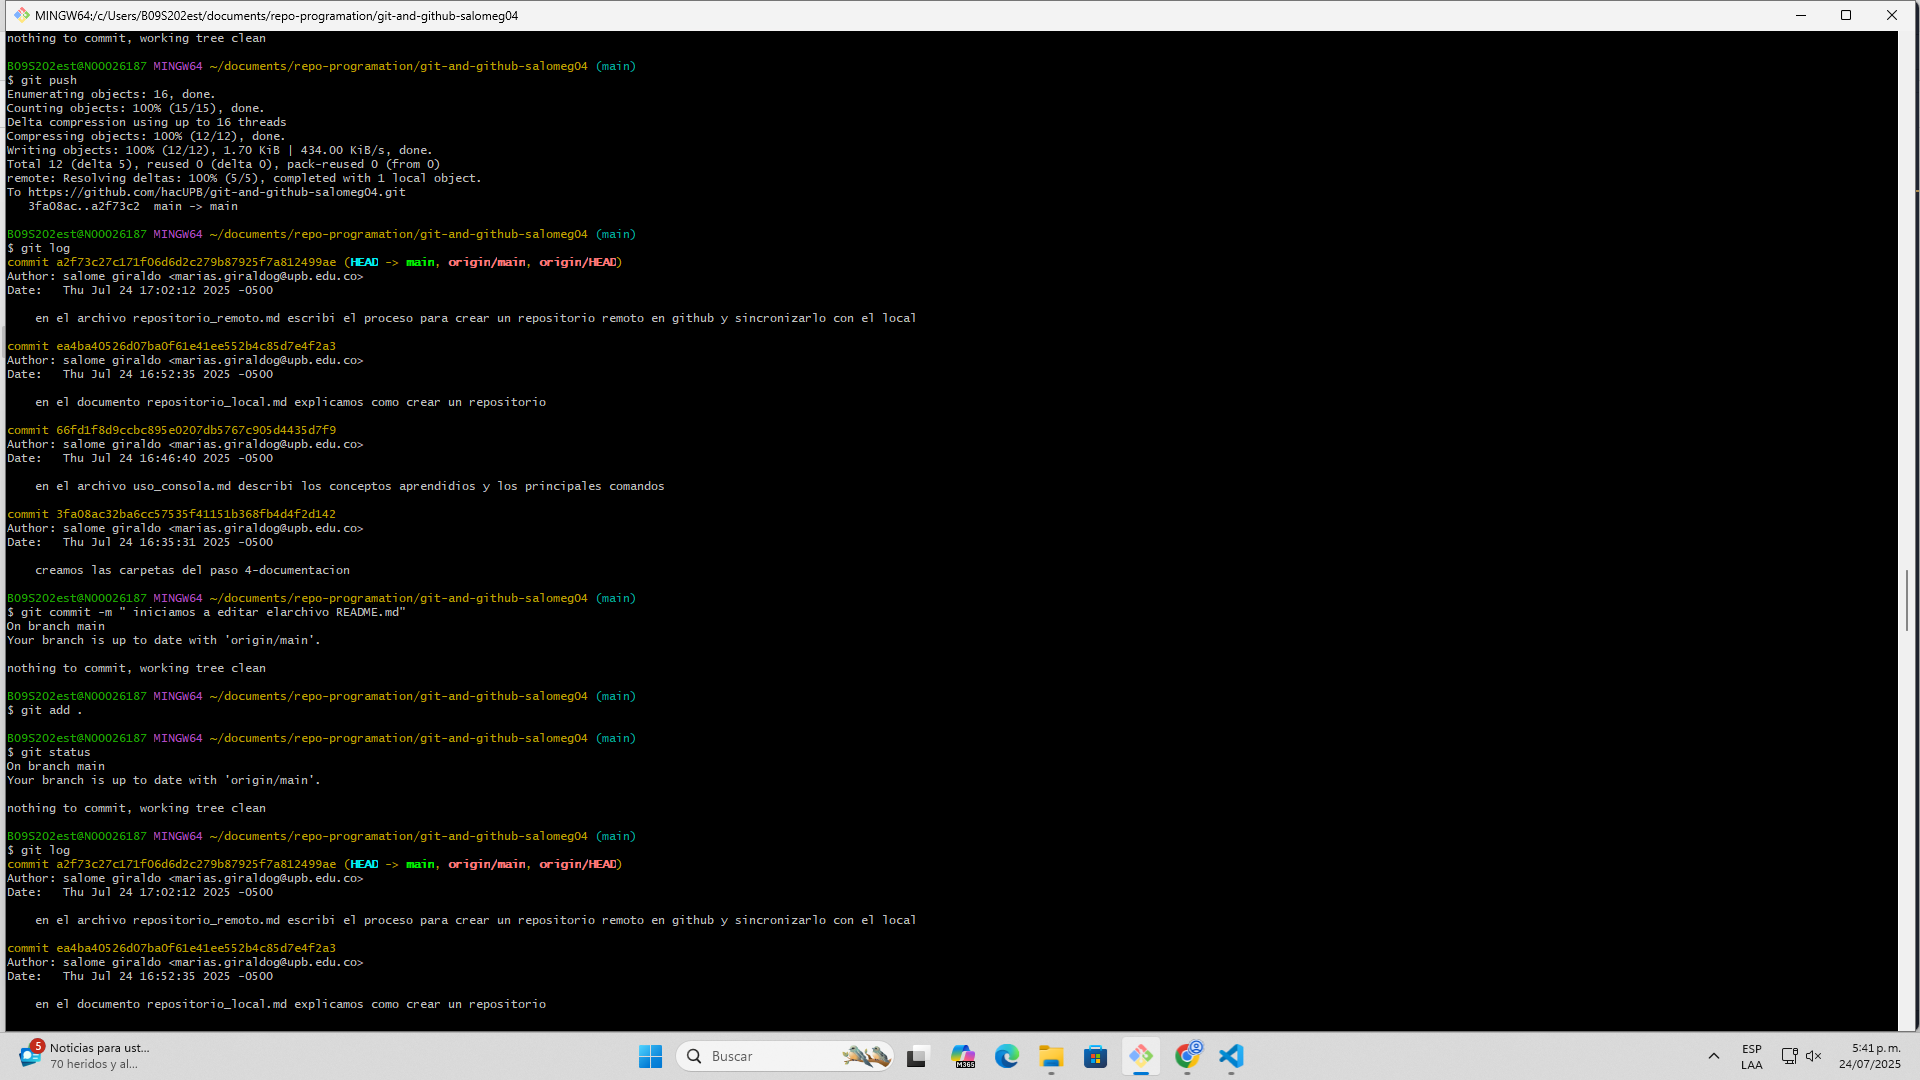 MINGW64:/c/Users/B09S202est/documents/repo-programation/git-and-github-salomeg04
nothing to commit, working tree clean
B09S202est@N00026187 MINGW64 ~/documents/repo-programation/git-and-github-salomeg04 (main)
$ git push
Enumerating objects: 16, done.
Counting objects: 100% (15/15), done.
Delta compression using up to 16 threads
Compressing objects: 100% (12/12), done.
Writing objects: 100% (12/12), 1.70 KiB | 434.00 KiB/s, done.
Total 12 (delta 5), reused 0 (delta 0), pack-reused 0 (from 0)
remote: Resolving deltas: 100% (5/5), completed with 1 local object.
To https://github.com/hacUPB/git-and-github-salomeg04.git
   3fa08ac..a2f73c2  main -> main
B09S202est@N00026187 MINGW64 ~/documents/repo-programation/git-and-github-salomeg04 (main)
$ git log
commit a2f73c27c171f06d6d2c279b87925f7a812499ae (HEAD -> main, origin/main, origin/HEAD)
Author: salome giraldo <marias.giraldog@upb.edu.co>
Date:   Thu Jul 24 17:02:12 2025 -0500
    en el archivo repositorio_remoto.md escribi el proceso para crear un repositorio remoto en github y sincronizarlo con el local
commit ea4ba40526d07ba0f61e41ee552b4c85d7e4f2a3
Author: salome giraldo <marias.giraldog@upb.edu.co>
Date:   Thu Jul 24 16:52:35 2025 -0500
    en el documento repositorio_local.md explicamos como crear un repositorio
commit 66fd1f8d9ccbc895e0207db5767c905d4435d7f9
Author: salome giraldo <marias.giraldog@upb.edu.co>
Date:   Thu Jul 24 16:46:40 2025 -0500
    en el archivo uso_consola.md describi los conceptos aprendidios y los principales comandos
commit 3fa08ac32ba6cc57535f41151b368fb4d4f2d142
Author: salome giraldo <marias.giraldog@upb.edu.co>
Date:   Thu Jul 24 16:35:31 2025 -0500
    creamos las carpetas del paso 4-documentacion
B09S202est@N00026187 MINGW64 ~/documents/repo-programation/git-and-github-salomeg04 (main)
$ git commit -m " iniciamos a editar elarchivo README.md"
On branch main
Your branch is up to date with 'origin/main'.
nothing to commit, working tree clean
B09S202est@N00026187 MINGW64 ~/documents/repo-programation/git-and-github-salomeg04 (main)
$ git add .
B09S202est@N00026187 MINGW64 ~/documents/repo-programation/git-and-github-salomeg04 (main)
$ git status
On branch main
Your branch is up to date with 'origin/main'.
nothing to commit, working tree clean
B09S202est@N00026187 MINGW64 ~/documents/repo-programation/git-and-github-salomeg04 (main)
$ git log
commit a2f73c27c171f06d6d2c279b87925f7a812499ae (HEAD -> main, origin/main, origin/HEAD)
Author: salome giraldo <marias.giraldog@upb.edu.co>
Date:   Thu Jul 24 17:02:12 2025 -0500
    en el archivo repositorio_remoto.md escribi el proceso para crear un repositorio remoto en github y sincronizarlo con el local
commit ea4ba40526d07ba0f61e41ee552b4c85d7e4f2a3
Author: salome giraldo <marias.giraldog@upb.edu.co>
Date:   Thu Jul 24 16:52:35 2025 -0500
    en el documento repositorio_local.md explicamos como crear un repositorio
5
Noticias para ust...
70 heridos y al...
Buscar
M365
ESP
LAA
5:41 p. m.
24/07/2025